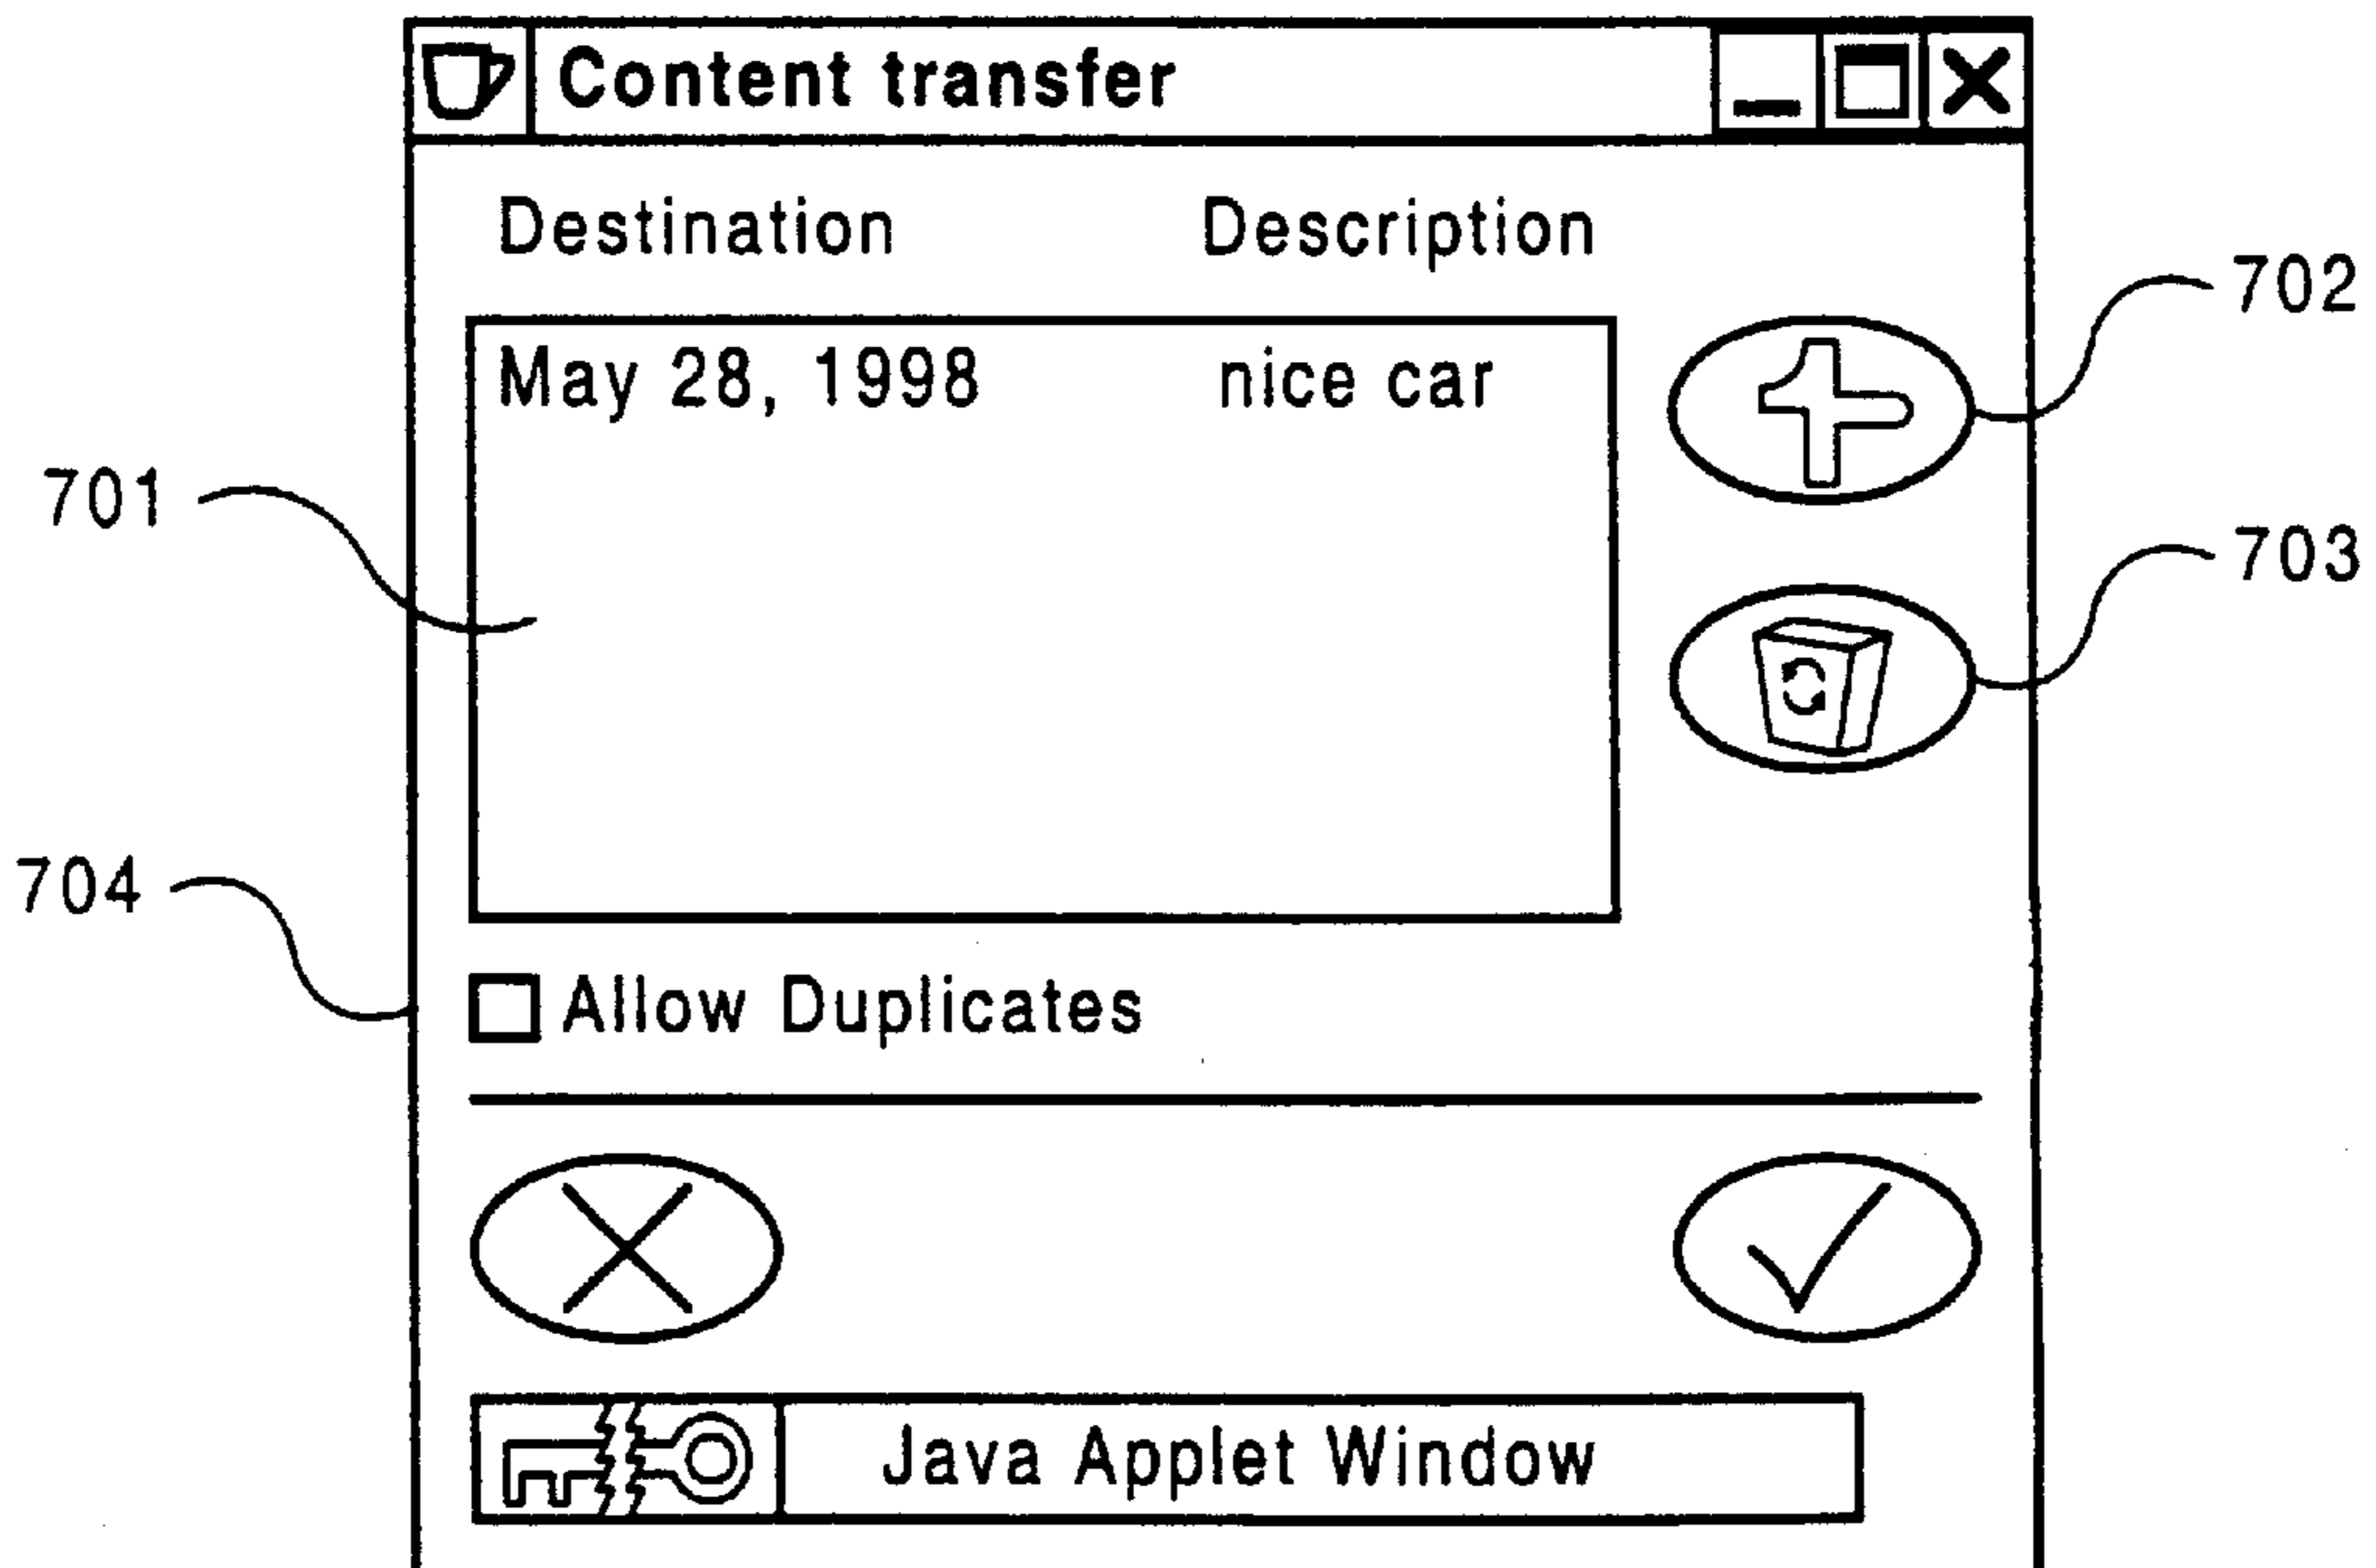 Content transfer
Destination Description
702
May 28, 1998 nice car
701
703
704
Allow Duplicates
Java Applet Window